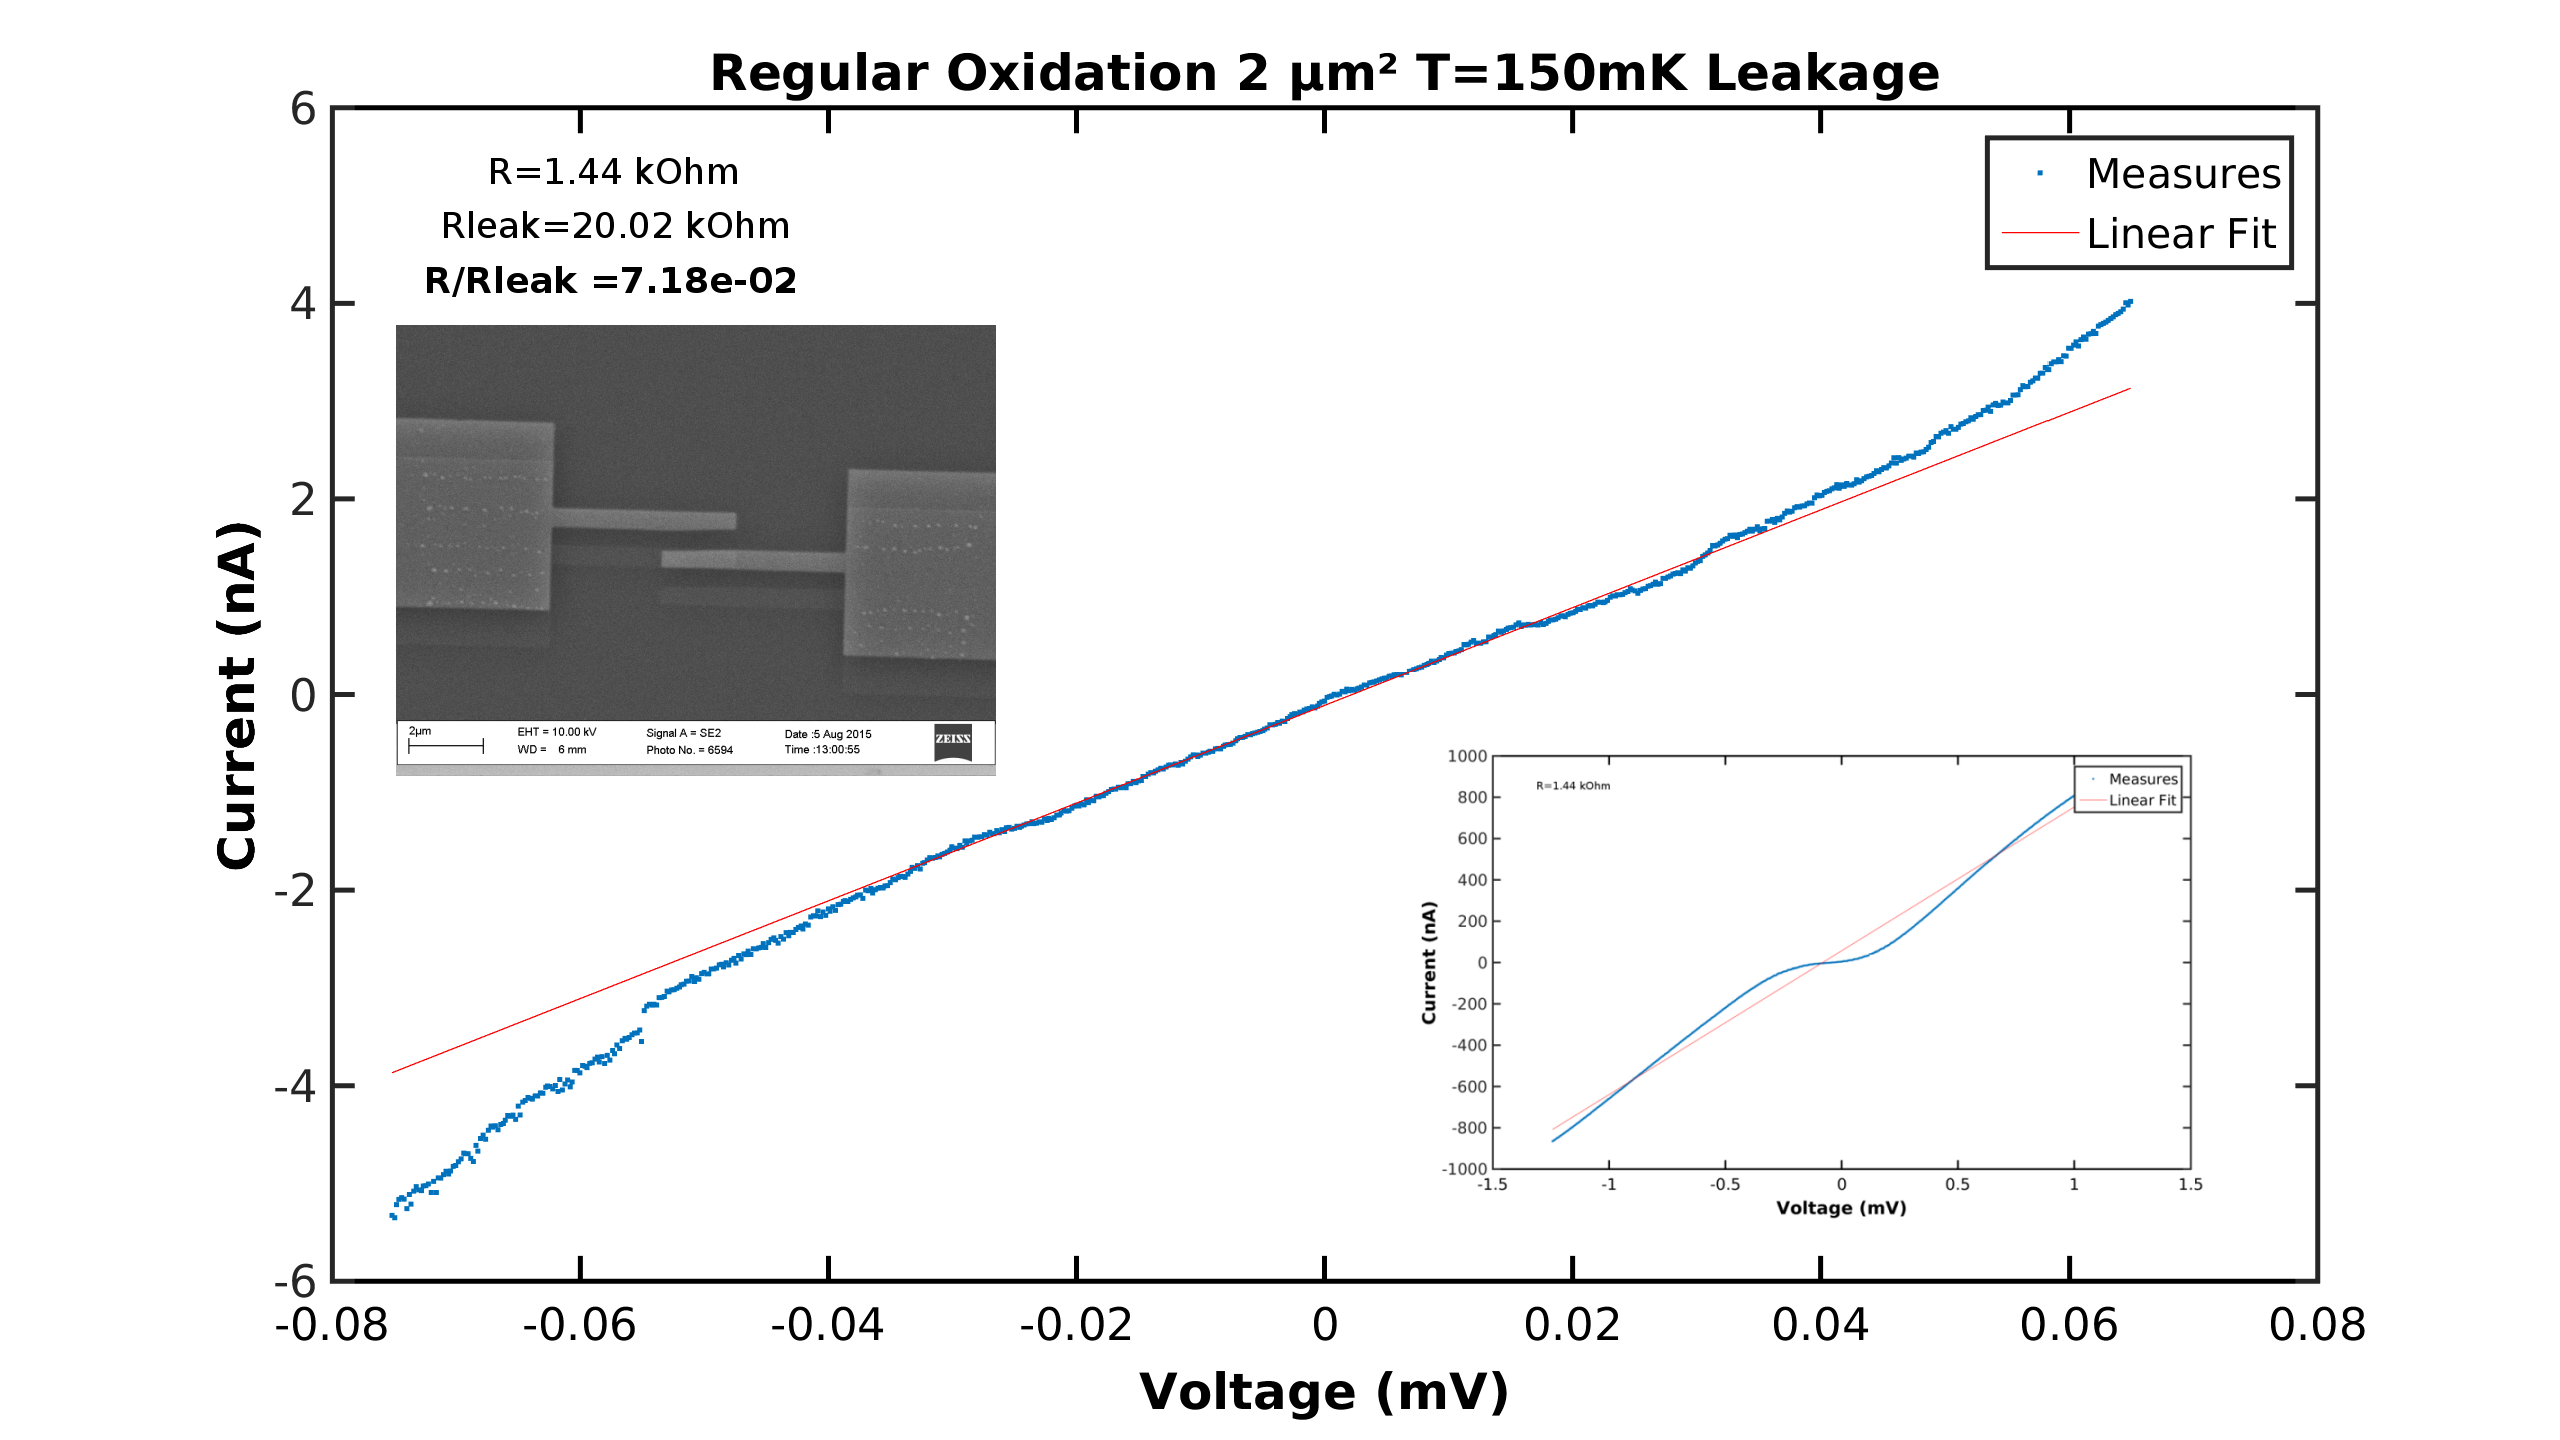 Regular Oxidation 2 µm² T=150mK Leakage
6
4
2
0
-2
-4
-6
Current (nA)
R=1.44 kOhm
Rleak=20.02 kOhm
R/Rleak =7.18e-02
Measures
Linear Fit
2µm
EHT = 10.00 kV
WD = 6 mm
Signal A = SE2
Photo No. = 6594
Date :5 Aug 2015
Time :13:00:55
ZEISS
1000
800
600
400
200
0
-200
-400
-600
-800
-1000
Current (nA)
R=1.44 kOhm
Measures
Linear Fit
-1.5 -1 -0.5 0 0.5 1 1.5
Voltage (mV)
-0.08 -0.06 -0.04 -0.02 0 0.02 0.04 0.06 0.08
Voltage (mV)